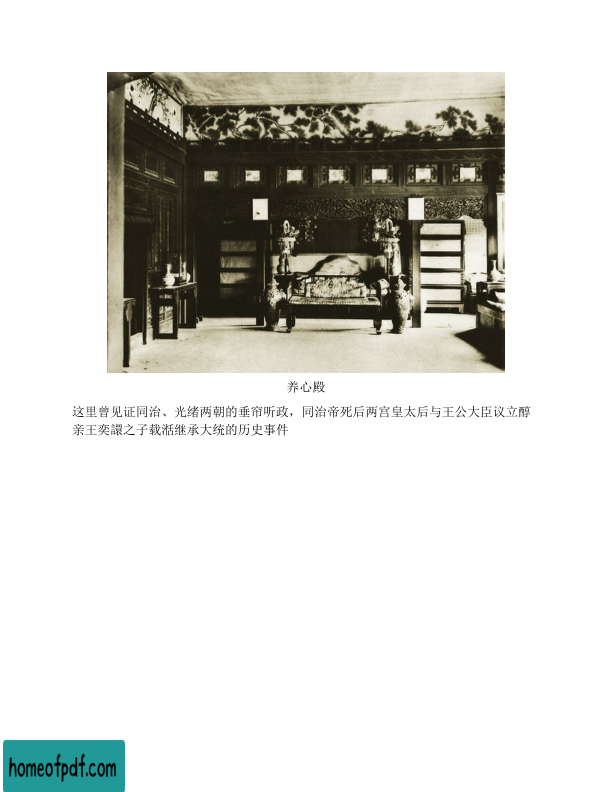 养心殿
这里曾见证同治、光绪两朝的垂帘听政，同治帝死后两宫皇太后与王公大臣议立醇
亲王奕譞之子载湉继承大统的历史事件
homeofpdf.com